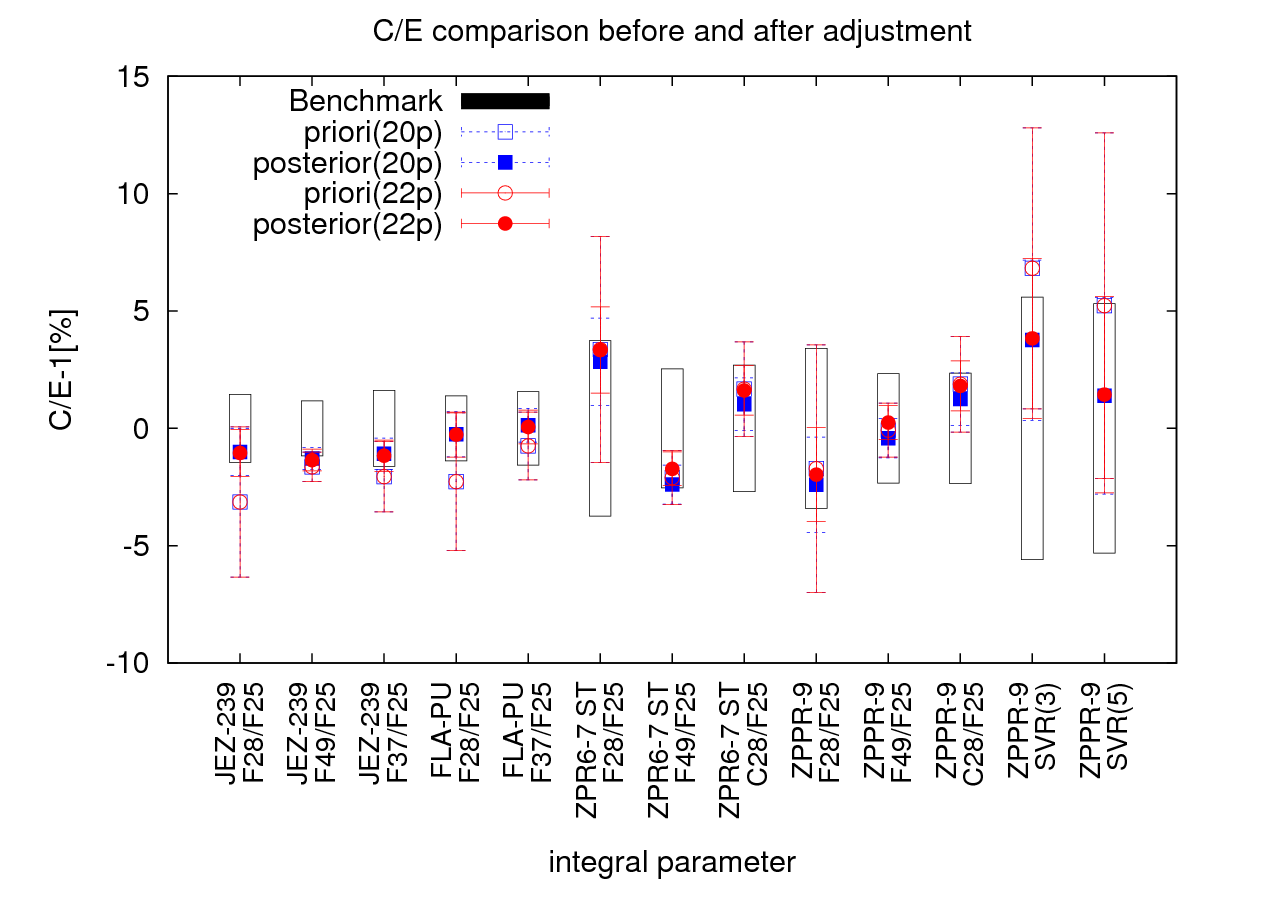 C/E comparison before and after adjustment
C/E-1[%]
15
10
5
0
-5
-10
Benchmark
priori(20p)
posterior(20p)
priori(22p)
posterior(22p)
JEZ-239
F28/F25
JEZ-239
F49/F25
JEZ-239
F37/F25
FLA-PU
F28/F25
FLA-PU
F37/F25
ZPR6-7 ST
F28/F25
ZPR6-7 ST
F49/F25
ZPR6-7 ST
C28/F25
ZPPR-9
F28/F25
ZPPR-9
F49/F25
ZPPR-9
C28/F25
ZPPR-9
SVR(3)
ZPPR-9
SVR(5)
integral parameter